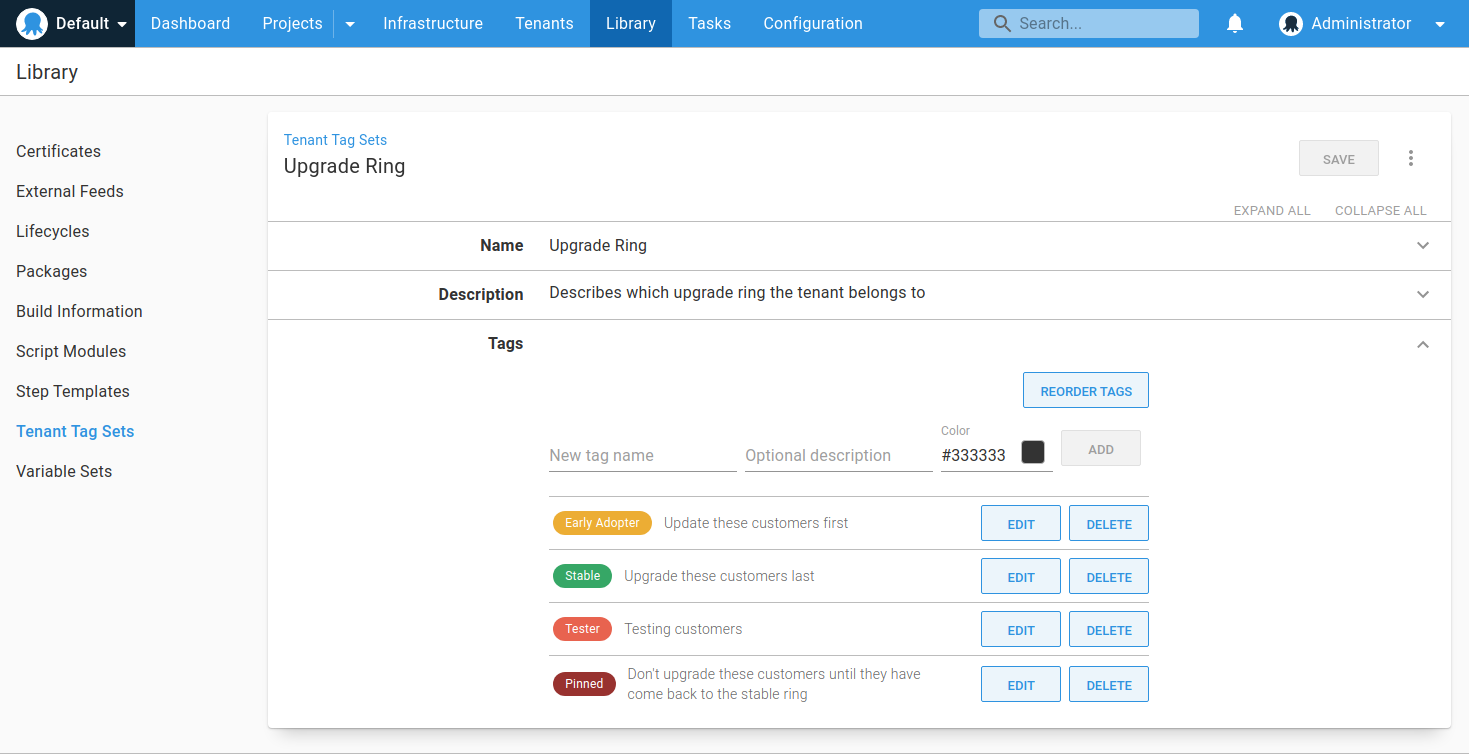 Default Dashboard Projects Infrastructure Tenants Library Tasks Configuration Search... Administrator
Library
Certificates
External Feeds
Lifecycles
Packages
Build Information
Script Modules
Step Templates
Tenant Tag Sets
Variable Sets
Tenant Tag Sets
Upgrade Ring
SAVE
EXPAND ALL COLLAPSE ALL
Name Upgrade Ring
Description Describes which upgrade ring the tenant belongs to
Tags
REORDER TAGS
Color
New tag name Optional description #333333 ADD
Early Adopter Update these customers first EDIT DELETE
Stable Upgrade these customers last EDIT DELETE
Tester Testing customers EDIT DELETE
Pinned Don't upgrade these customers until they have
come back to the stable ring EDIT DELETE